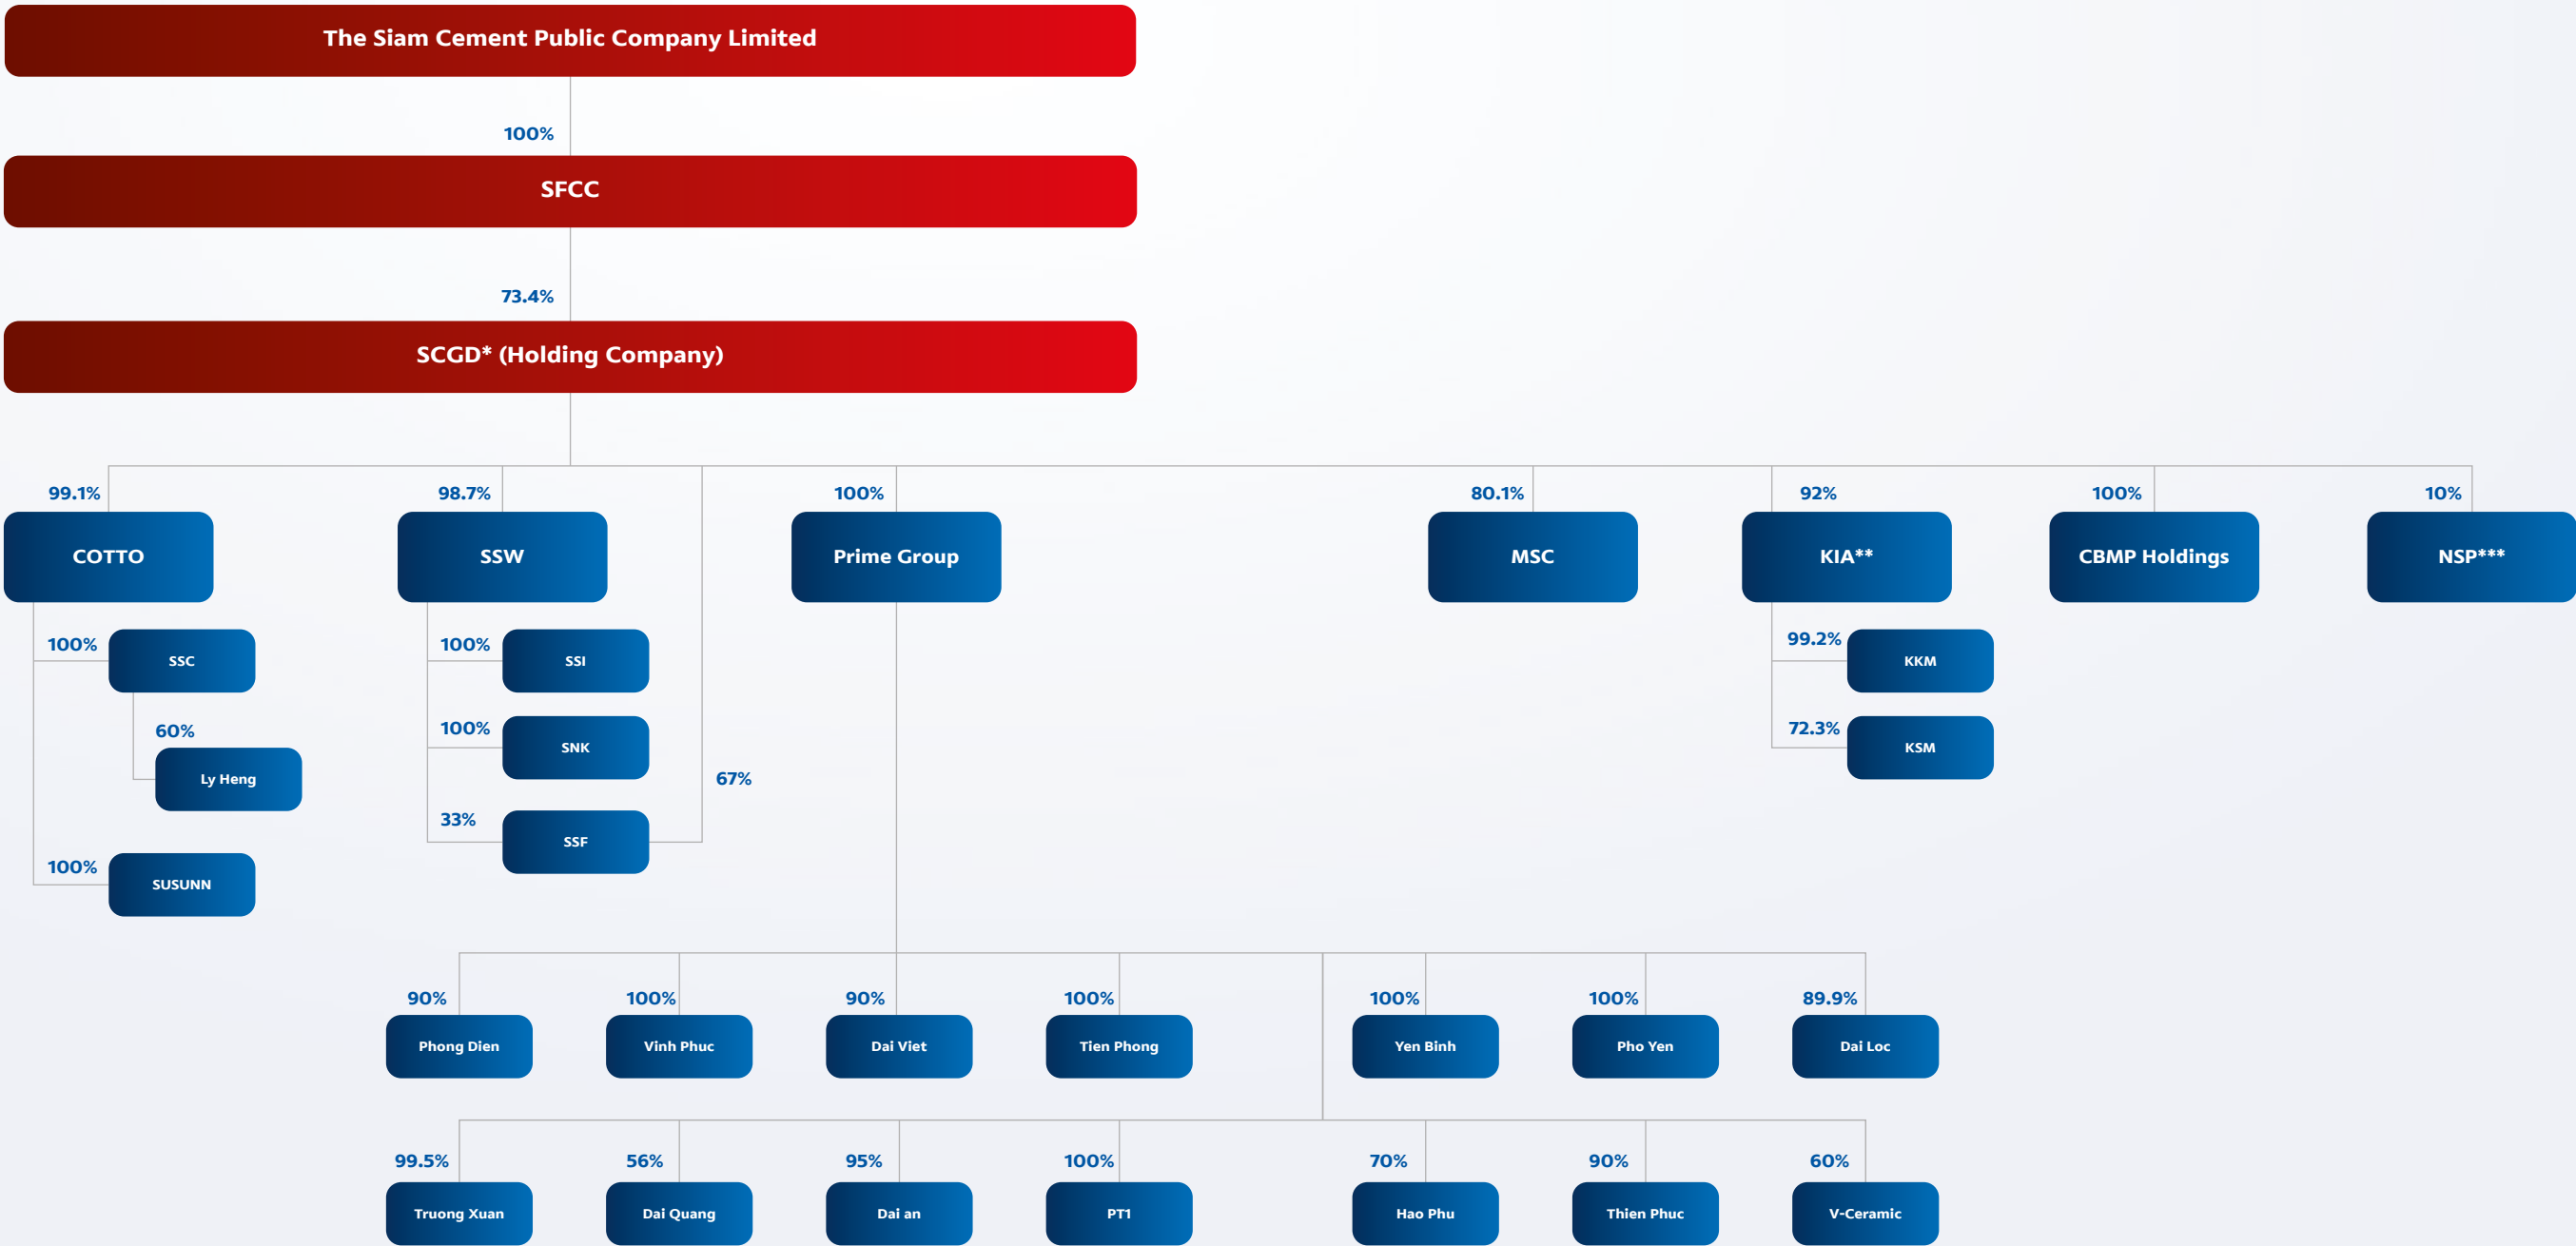 The Siam Cement Public Company Limited
100%
SFCC
73.4%
SCGD* (Holding Company)
99.1%
98.7%
100%
80.1%
92%
100%
10%
COTTO
SSW
Prime Group
MSC
KIA**
CBMP Holdings
NSP***
100%
SSC
60%
Ly Heng
100%
SUSUNN
100%
SSI
100%
SNK
33%
SSF
67%
99.2%
KKM
72.3%
KSM
90%
100%
90%
100%
100%
100%
89.9%
Phong Dien
Vinh Phuc
Dai Viet
Tien Phong
Yen Binh
Pho Yen
Dai Loc
99.5%
56%
95%
100%
70%
90%
60%
Truong Xuan
Dai Quang
Dai an
PT1
Hao Phu
Thien Phuc
V-Ceramic